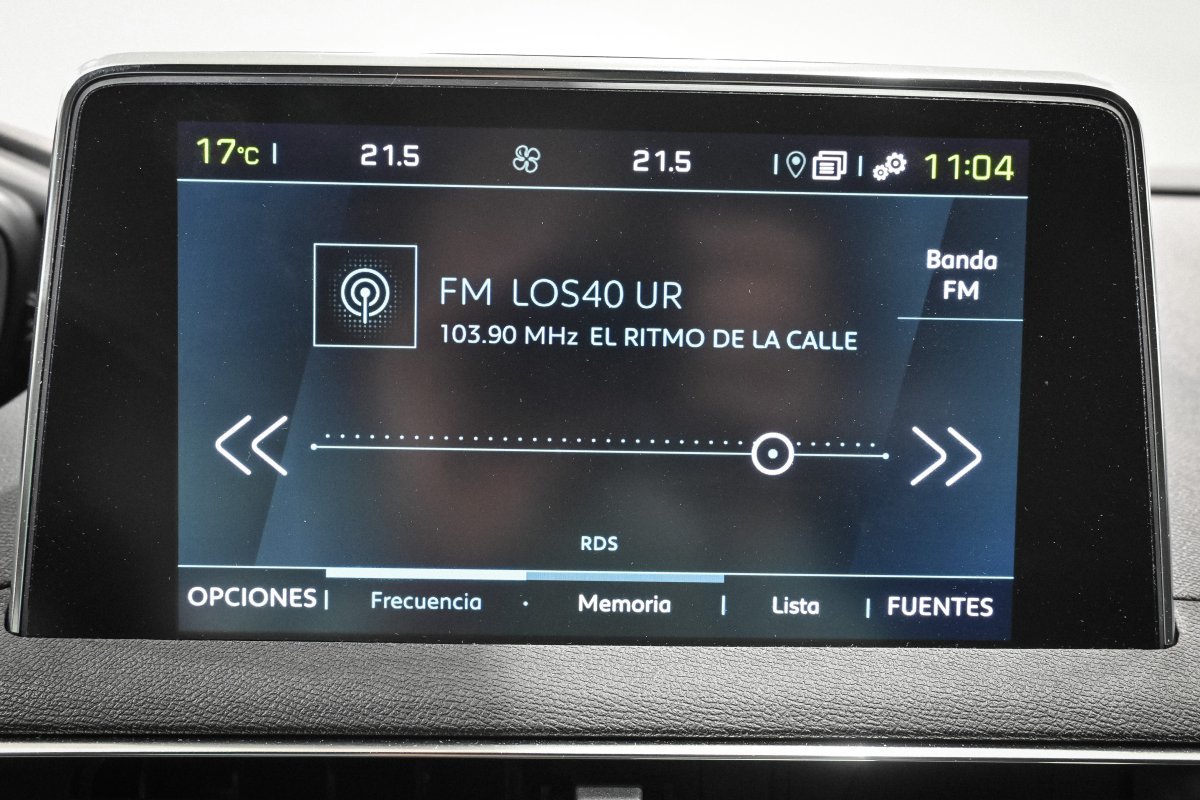 17°C | 21.5 21.5 | | 11:04
Banda
FM
FM LOS40 UR
103.90 MHz EL RITMO DE LA CALLE
RDS
OPCIONES | Frecuencia · Memoria | Lista | FUENTES